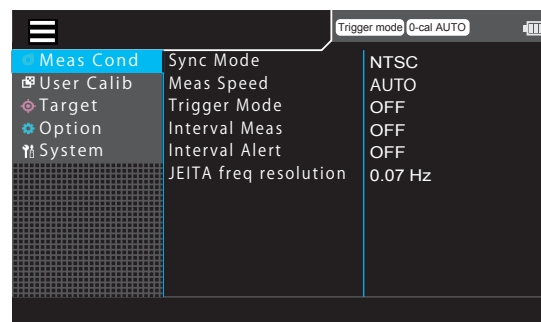 Trigger mode 0-cal AUTO
Meas Cond Sync Mode NTSC
User Calib Meas Speed AUTO
Target Trigger Mode OFF
Option Interval Meas OFF
System Interval Alert OFF
JEITA freq resolution 0.07 Hz